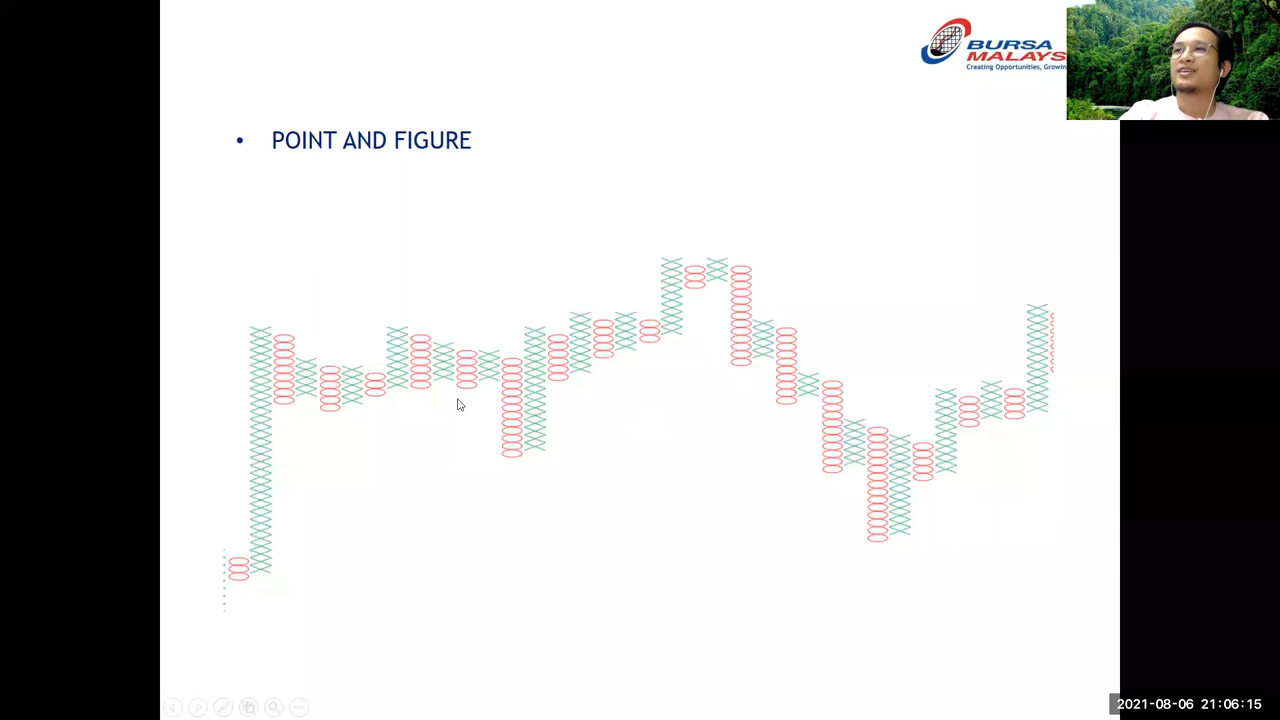 BURSA
MALAYS
Creating Opportunities, Growin
• POINT AND FIGURE
2021-08-06 21:06:15